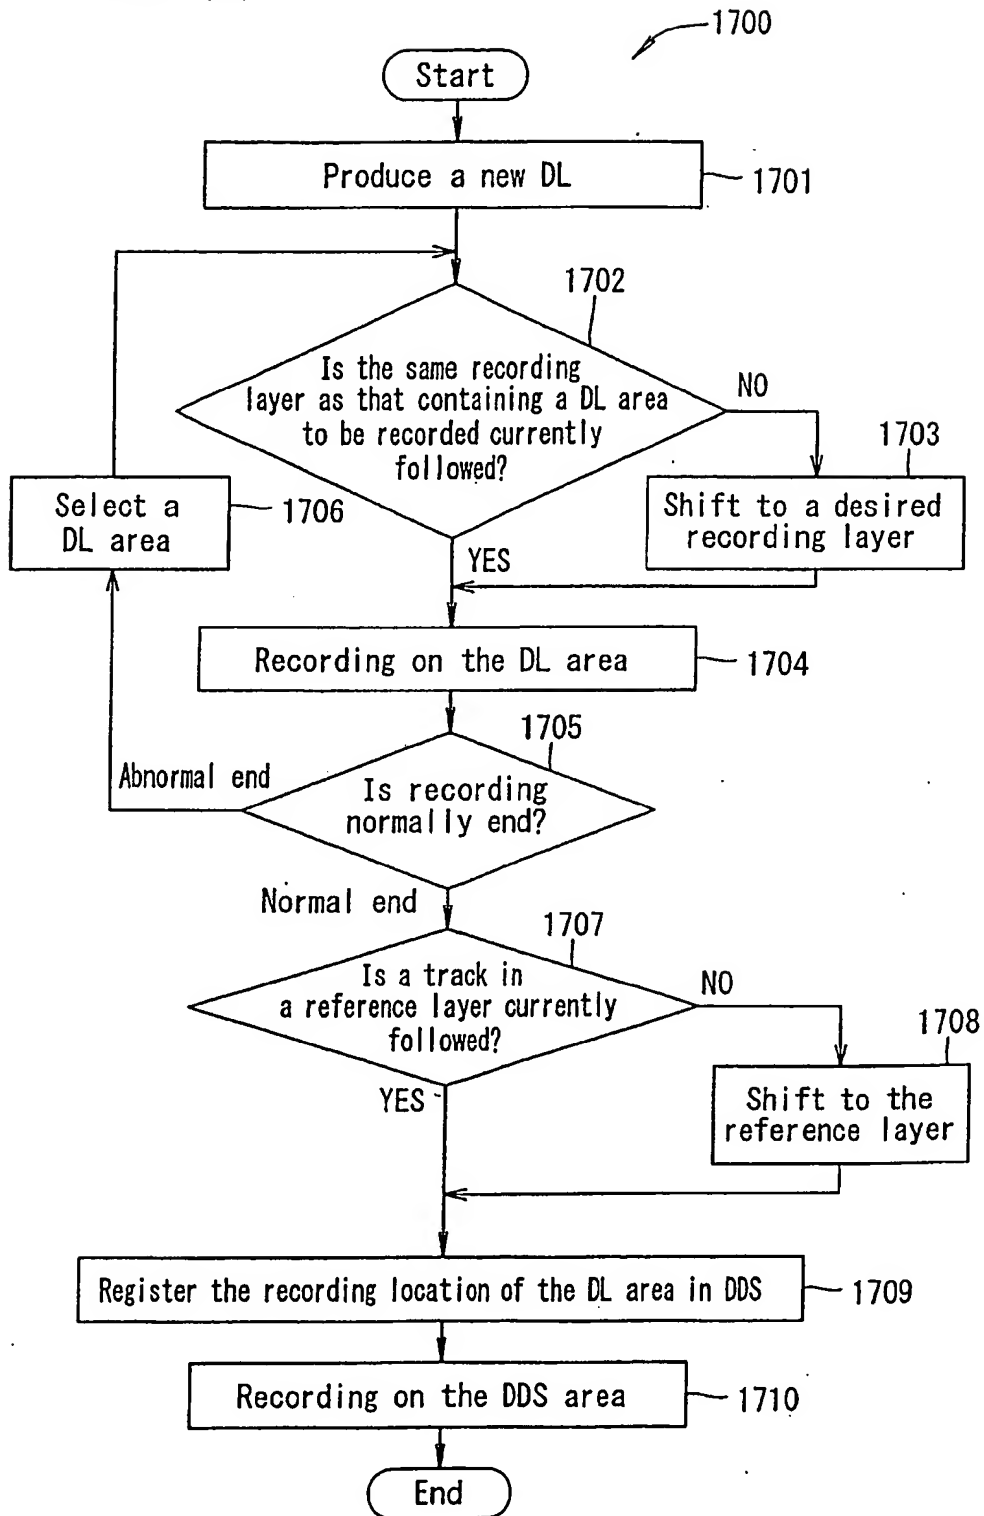 1700
Start
Produce a new DL
1701
1702
Is the same recording
layer as that containing a DL area
to be recorded currently
followed?
NO
1703
Shift to a desired
recording layer
Select a
DL area
1706
YES
Recording on the DL area
1704
1705
Abnormal end
Is recording
normally end?
Normal end
1707
Is a track in
a reference layer currently
followed?
NO
1708
Shift to the
reference layer
YES
Register the recording location of the DL area in DDS
1709
Recording on the DDS area
1710
End